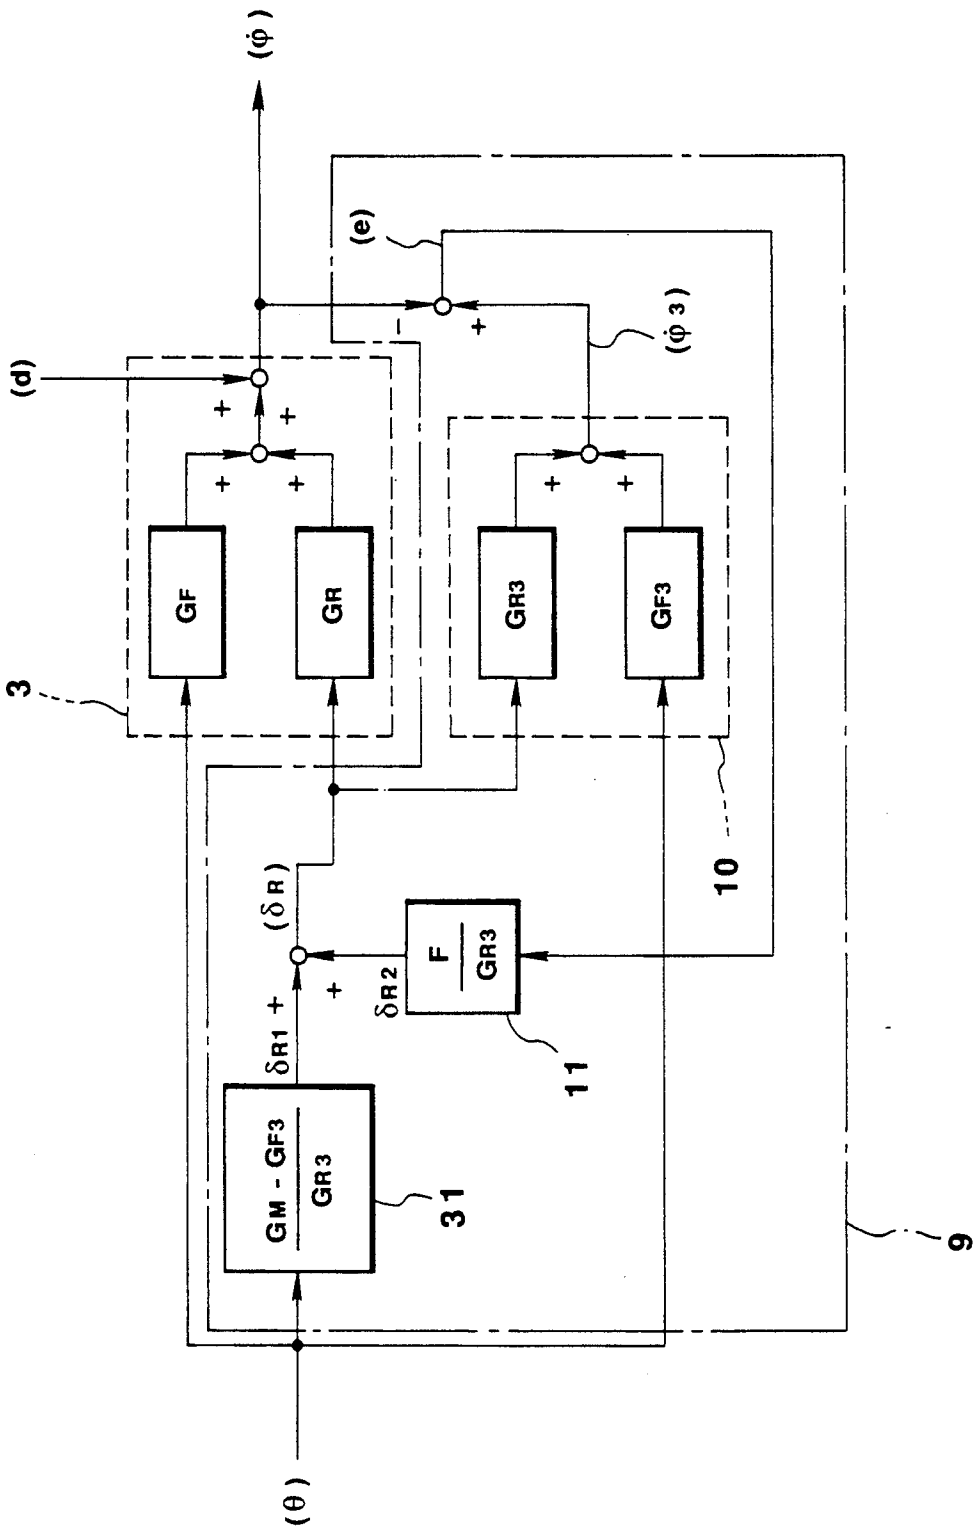 (θ)
GM - GF3
GR3
31
δR1
+
+
(δR)
δR2
F
GR3
11
3
GF
GR
+
+
+
+
(d)
(φ̇)
GR3
GF3
+
+
10
(φ̇3)
-
+
(e)
9